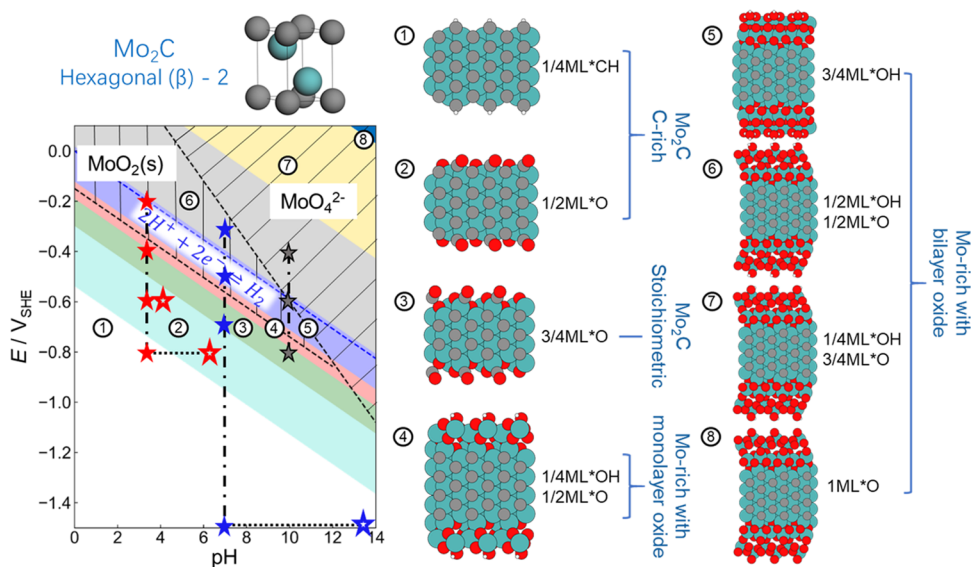 Mo₂C
Hexagonal (β) - 2
E / V_SHE
0.0
−0.2
−0.4
−0.6
−0.8
−1.0
−1.2
−1.4
0 2 4 6 8 10 12 14
pH
MoO₂(s)
MoO₄²⁻
2H⁺ + 2e⁻ ⇌ H₂
⑧
⑦
⑥
① ② ③ ④ ⑤
①
1/4ML*CH
②
1/2ML*O
Mo₂C
C-rich
③
3/4ML*O
Mo₂C
Stoichiometric
④
1/4ML*OH
1/2ML*O
Mo-rich with
monolayer oxide
⑤
3/4ML*OH
⑥
1/2ML*OH
1/2ML*O
⑦
1/4ML*OH
3/4ML*O
⑧
1ML*O
Mo-rich with
bilayer oxide